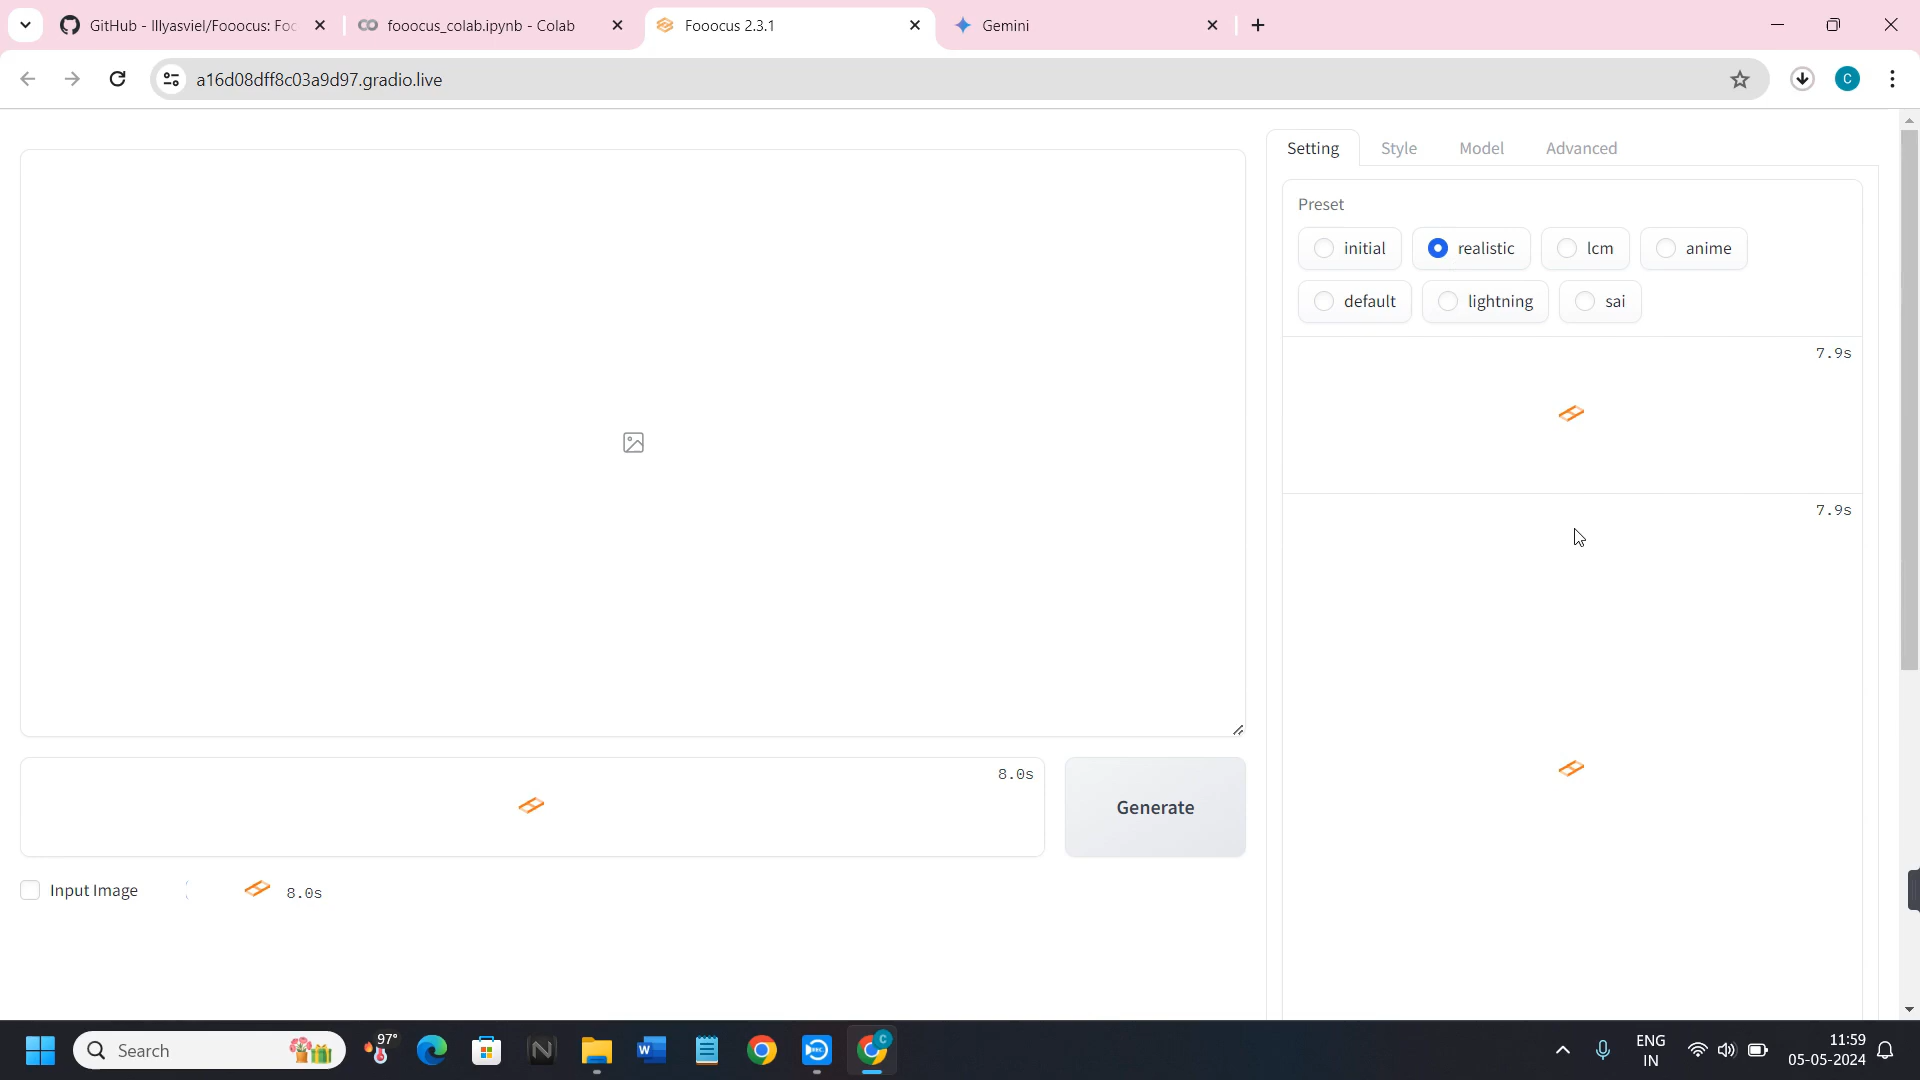 GitHub - lllyasviel/Fooocus: Foc
fooocus_colab.ipynb - Colab
Fooocus 2.3.1
Gemini
a16d08dff8c03a9d97.gradio.live
C
Setting
Style
Model
Advanced
Preset
initial
realistic
lcm
anime
default
lightning
sai
7.9s
7.9s
8.0s
Generate
Input Image
8.0s
Search
97°
ENG
IN
11:59
05-05-2024